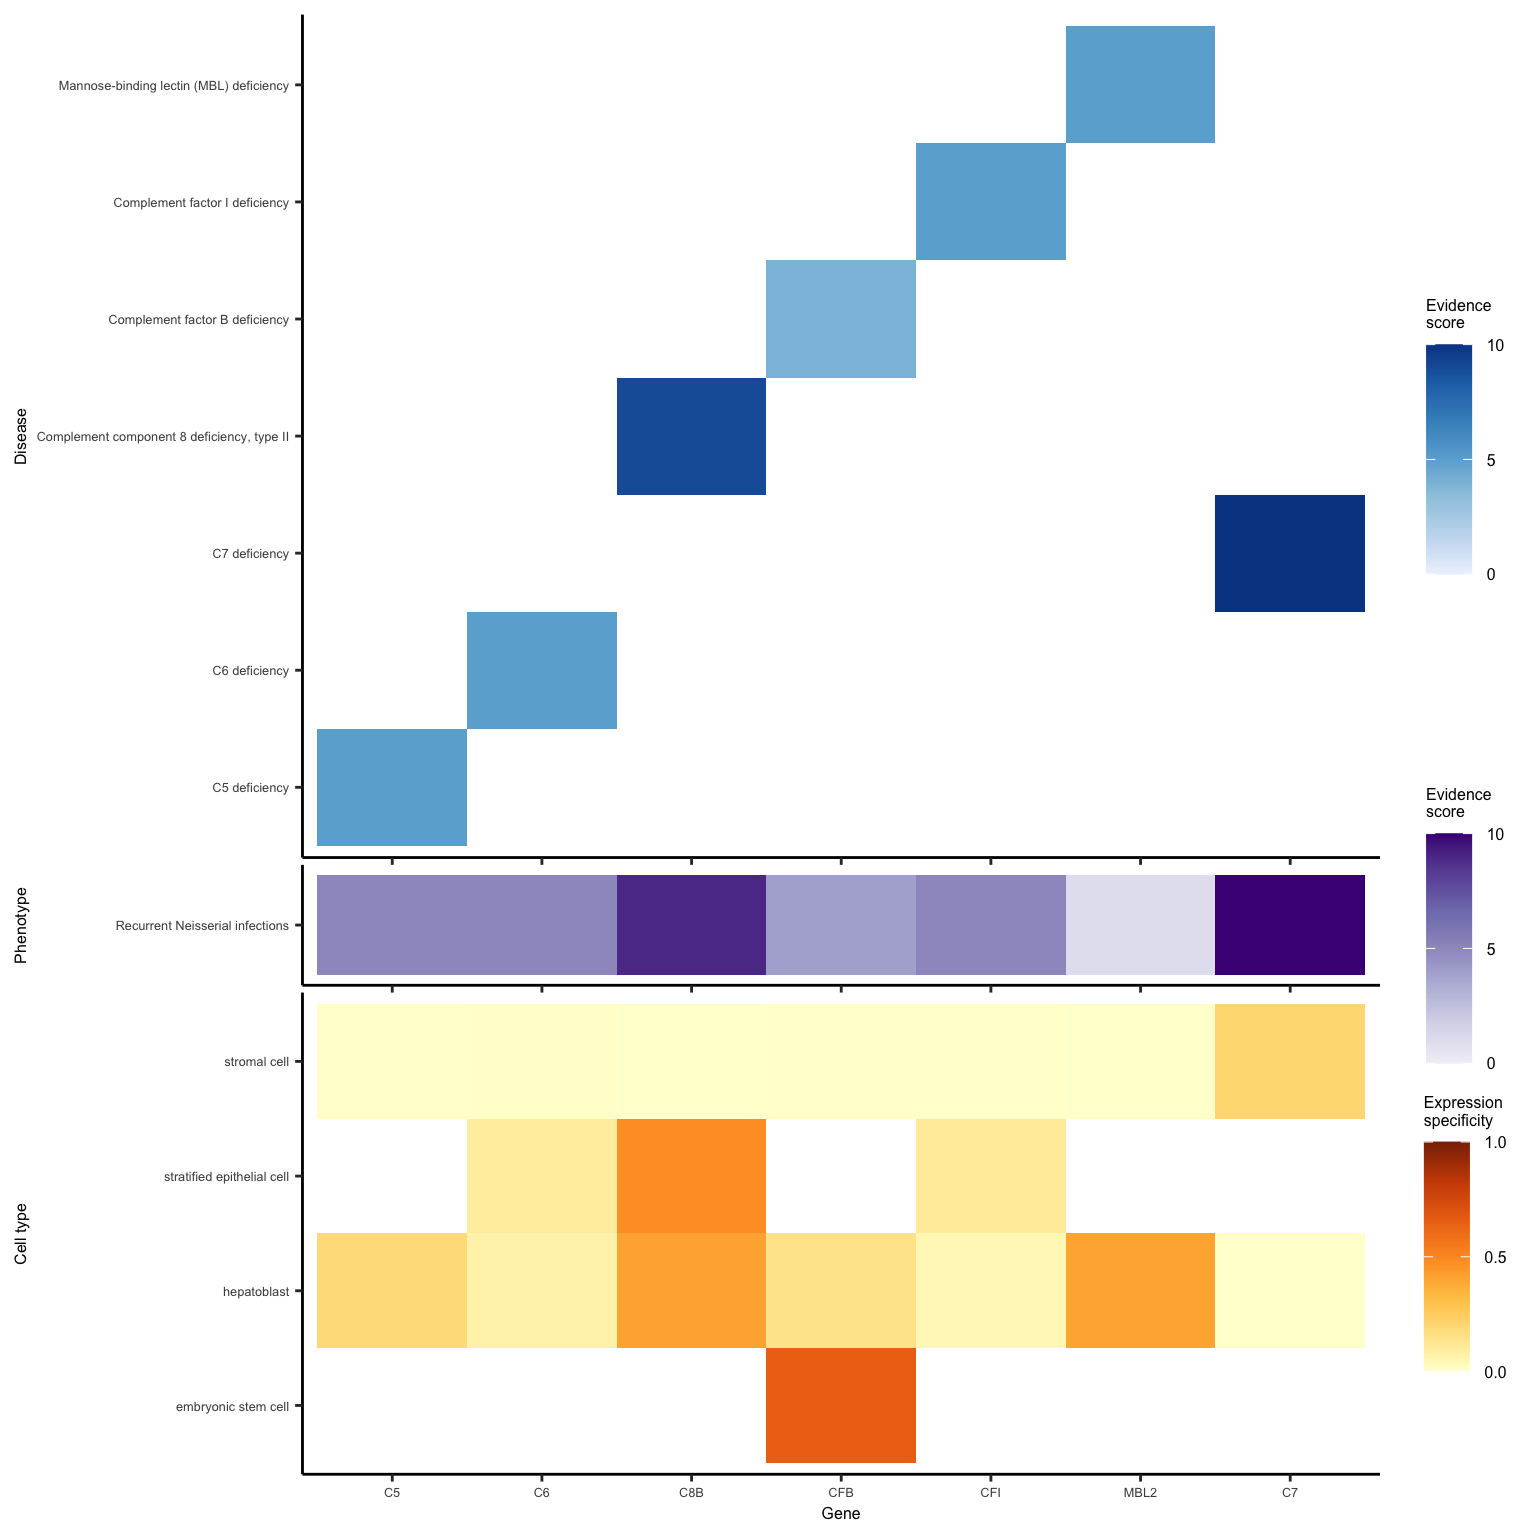 Disease
Mannose-binding lectin (MBL) deficiency
Complement factor I deficiency
Complement factor B deficiency
Complement component 8 deficiency, type II
C7 deficiency
C6 deficiency
C5 deficiency
Evidence
score
10
5
0
Phenotype
Recurrent Neisserial infections
Evidence
score
10
5
0
Cell type
stromal cell
stratified epithelial cell
hepatoblast
embryonic stem cell
Expression
specificity
1.0
0.5
0.0
C5 C6 C8B CFB CFI MBL2 C7
Gene